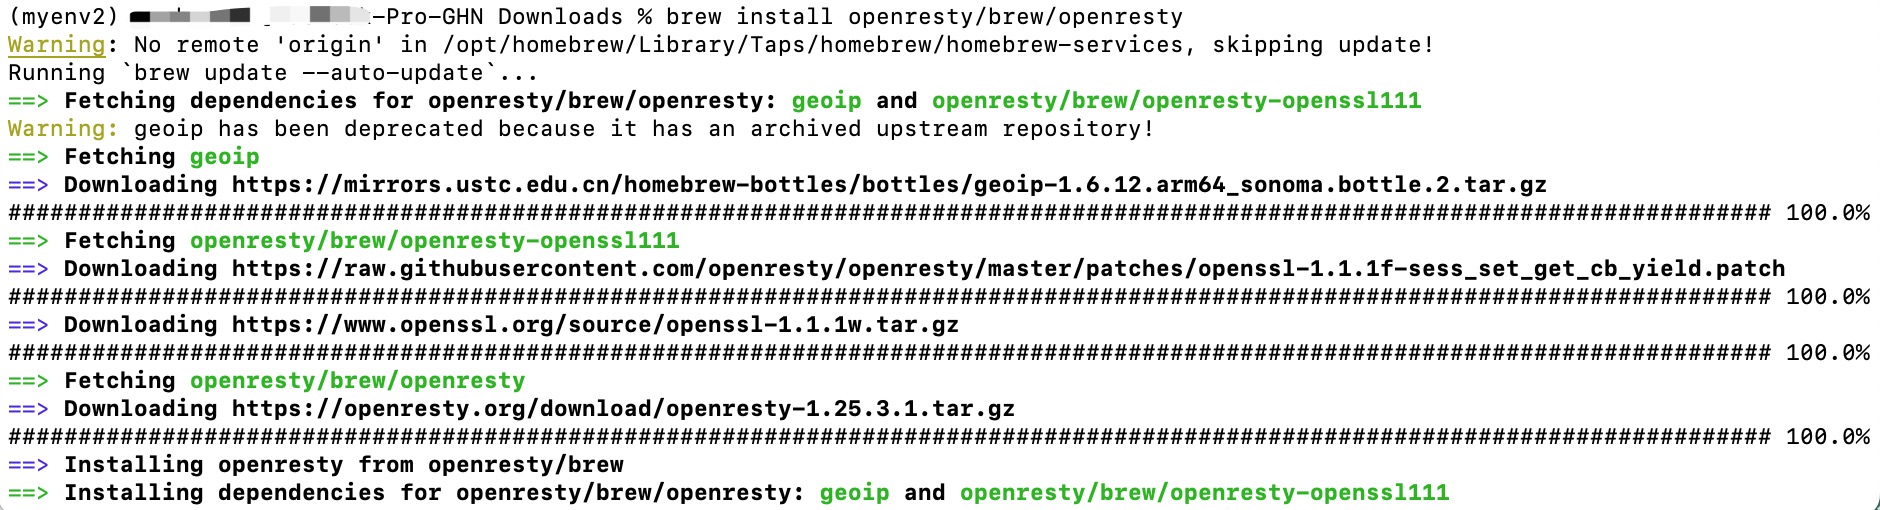 (myenv2) -Pro-GHN Downloads % brew install openresty/brew/openresty
Warning: No remote 'origin' in /opt/homebrew/Library/Taps/homebrew/homebrew-services, skipping update!
Running `brew update --auto-update`...
==> Fetching dependencies for openresty/brew/openresty: geoip and openresty/brew/openresty-openssl111
Warning: geoip has been deprecated because it has an archived upstream repository!
==> Fetching geoip
==> Downloading https://mirrors.ustc.edu.cn/homebrew-bottles/bottles/geoip-1.6.12.arm64_sonoma.bottle.2.tar.gz
############################################################################################################################## 100.0%
==> Fetching openresty/brew/openresty-openssl111
==> Downloading https://raw.githubusercontent.com/openresty/openresty/master/patches/openssl-1.1.1f-sess_set_get_cb_yield.patch
############################################################################################################################## 100.0%
==> Downloading https://www.openssl.org/source/openssl-1.1.1w.tar.gz
############################################################################################################################## 100.0%
==> Fetching openresty/brew/openresty
==> Downloading https://openresty.org/download/openresty-1.25.3.1.tar.gz
############################################################################################################################## 100.0%
==> Installing openresty from openresty/brew
==> Installing dependencies for openresty/brew/openresty: geoip and openresty/brew/openresty-openssl111